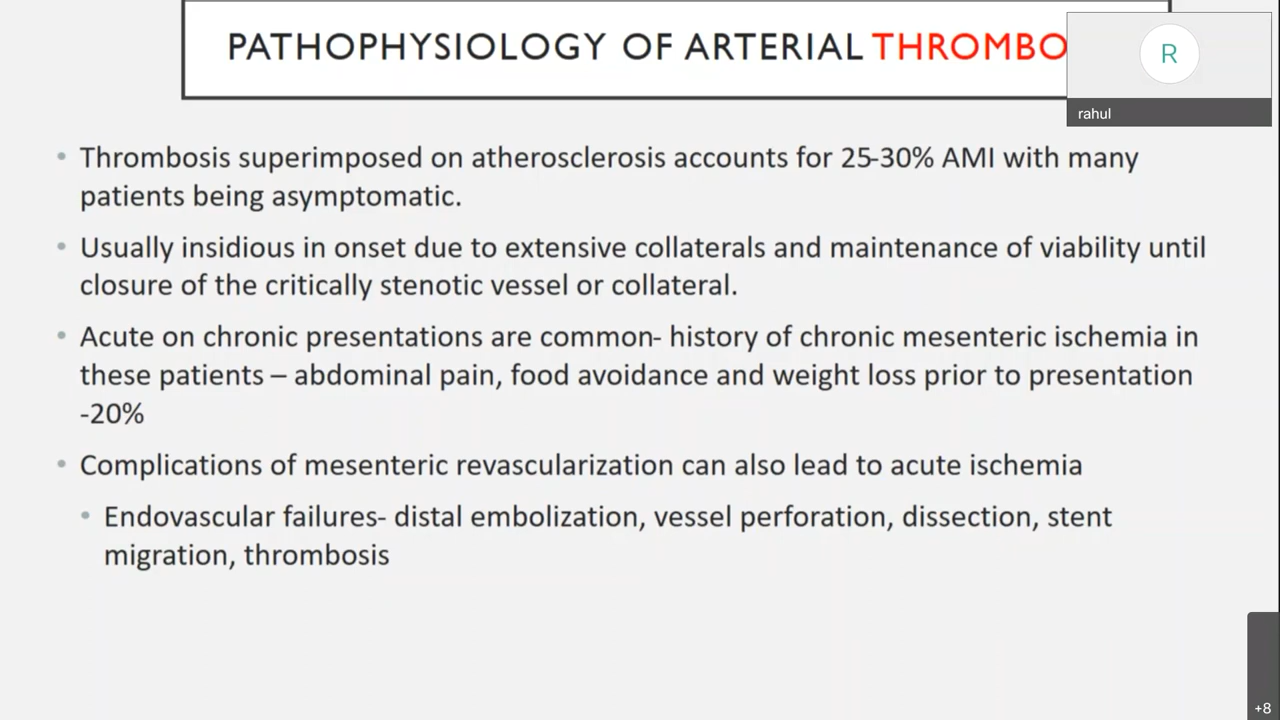 PATHOPHYSIOLOGY OF ARTERIAL THROMBO
R
rahul
• Thrombosis superimposed on atherosclerosis accounts for 25-30% AMI with many
patients being asymptomatic.
• Usually insidious in onset due to extensive collaterals and maintenance of viability until
closure of the critically stenotic vessel or collateral.
• Acute on chronic presentations are common- history of chronic mesenteric ischemia in
these patients – abdominal pain, food avoidance and weight loss prior to presentation
-20%
• Complications of mesenteric revascularization can also lead to acute ischemia
• Endovascular failures- distal embolization, vessel perforation, dissection, stent
migration, thrombosis
+8